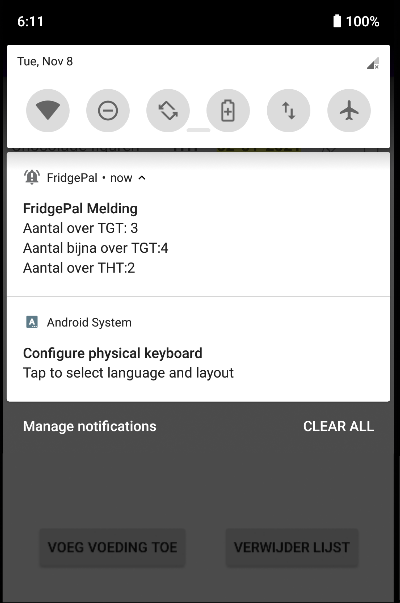 6:11 100%
Tue, Nov 8
FridgePal • now
FridgePal Melding
Aantal over TGT: 3
Aantal bijna over TGT:4
Aantal over THT:2
Android System
Configure physical keyboard
Tap to select language and layout
Manage notifications CLEAR ALL
VOEG VOEDING TOE VERWIJDER LIJST